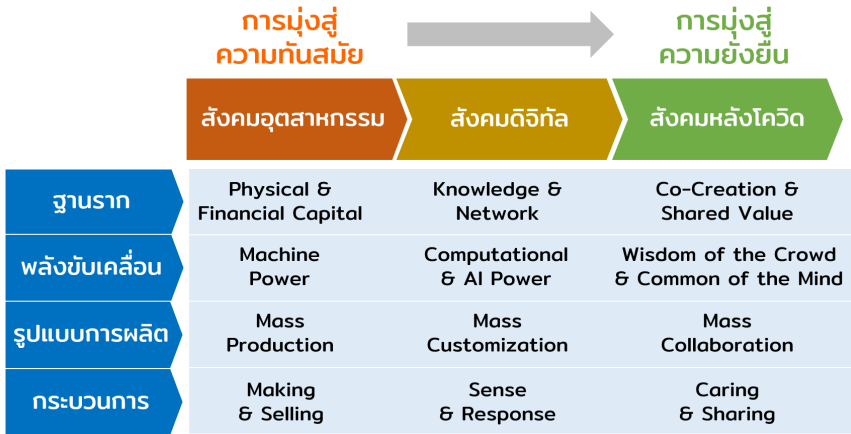 การมุ่งสู่
ความทันสมัย
การมุ่งสู่
ความยั่งยืน
สังคมอุตสาหกรรม
สังคมดิจิทัล
สังคมหลังโควิด
ฐานราก
Physical &
Financial Capital
Knowledge &
Network
Co-Creation &
Shared Value
พลังขับเคลื่อน
Machine
Power
Computational
& AI Power
Wisdom of the Crowd
& Common of the Mind
รูปแบบการผลิต
Mass
Production
Mass
Customization
Mass
Collaboration
กระบวนการ
Making
& Selling
Sense
& Response
Caring
& Sharing